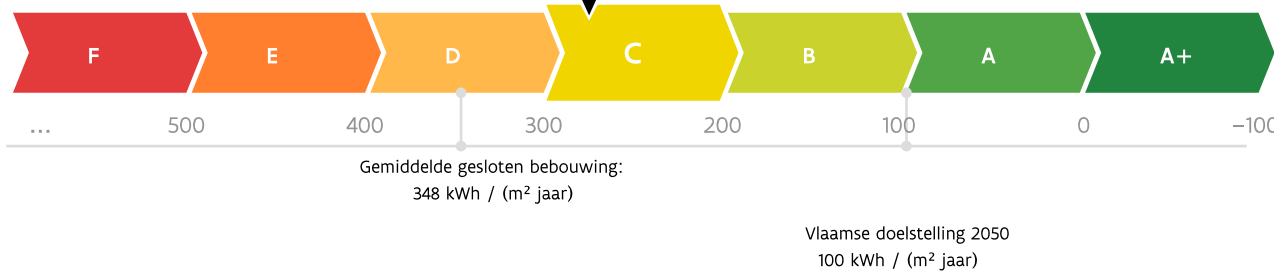 F E D C B A A+
... 500 400 300 200 100 0 −100
Gemiddelde gesloten bebouwing:
348 kWh / (m² jaar)
Vlaamse doelstelling 2050
100 kWh / (m² jaar)